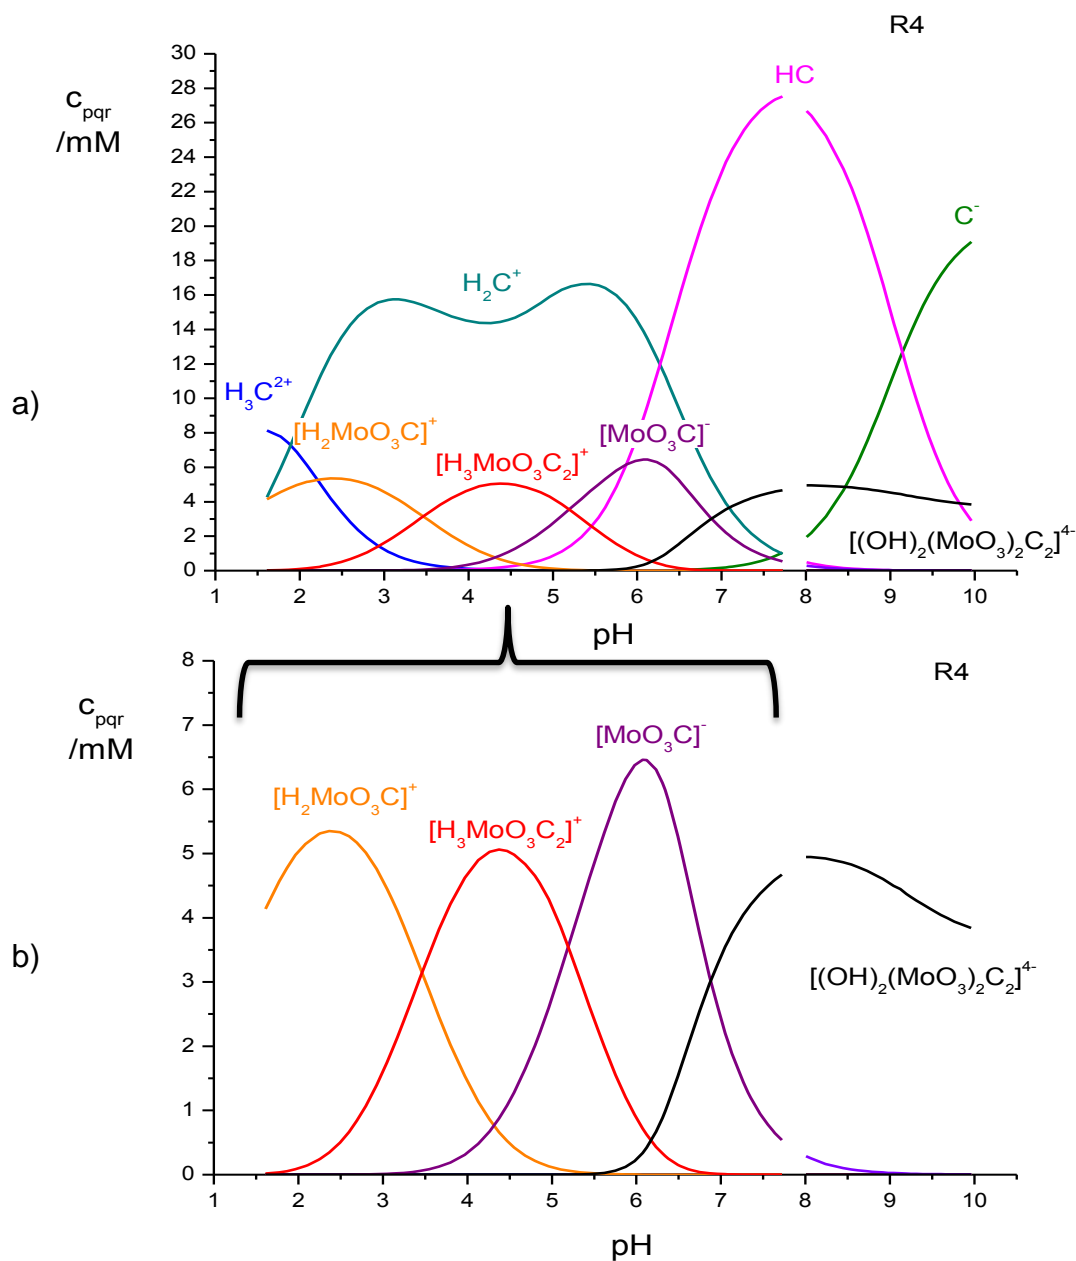 R4
c_pqr
/mM
30
28
26
24
22
20
18
16
14
12
10
8
6
4
2
0
HC
C⁻
H₂C⁺
H₃C²⁺
[H₂MoO₃C]⁺
[MoO₃C]⁻
[H₃MoO₃C₂]⁺
[(OH)₂(MoO₃)₂C₂]⁴⁻
a)
1 2 3 4 5 6 7 8 9 10
pH
R4
c_pqr
/mM
8
7
6
5
4
3
2
1
0
[MoO₃C]⁻
[H₂MoO₃C]⁺
[H₃MoO₃C₂]⁺
[(OH)₂(MoO₃)₂C₂]⁴⁻
b)
1 2 3 4 5 6 7 8 9 10
pH